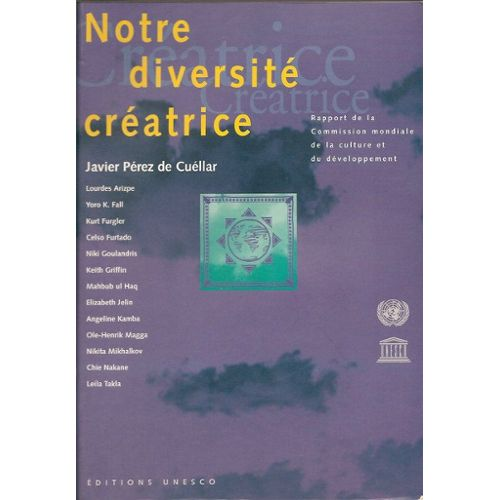 Notre
Créatrice
diversité
Créatrice
créatrice
Rapport de la
Commission mondiale
de la culture et
du développement
Javier Pérez de Cuéllar
Lourdes Arizpe
Yoro K. Fall
Kurt Furgler
Celso Furtado
Niki Goulandris
Keith Griffin
Mahbub ul Haq
Elizabeth Jelin
Angeline Kamba
Ole-Henrik Magga
Nikita Mikhalkov
Chie Nakane
Leila Takla
ÉDITIONS UNESCO